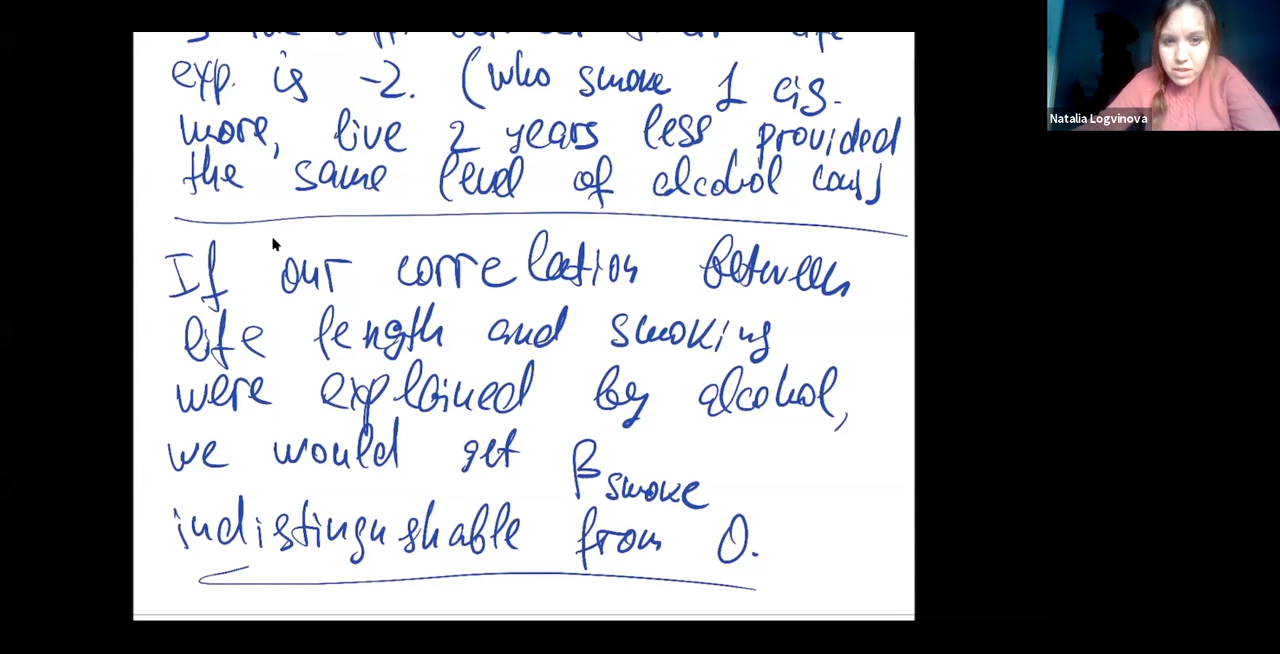 exp. is -2. (who smoke 1 cig.
more, live 2 years less provided
the same level of alcohol cons)
If our correlation between
life length and smoking
were explained by alcohol,
we would get β smoke
indistinguishable from 0.
Natalia Logvinova